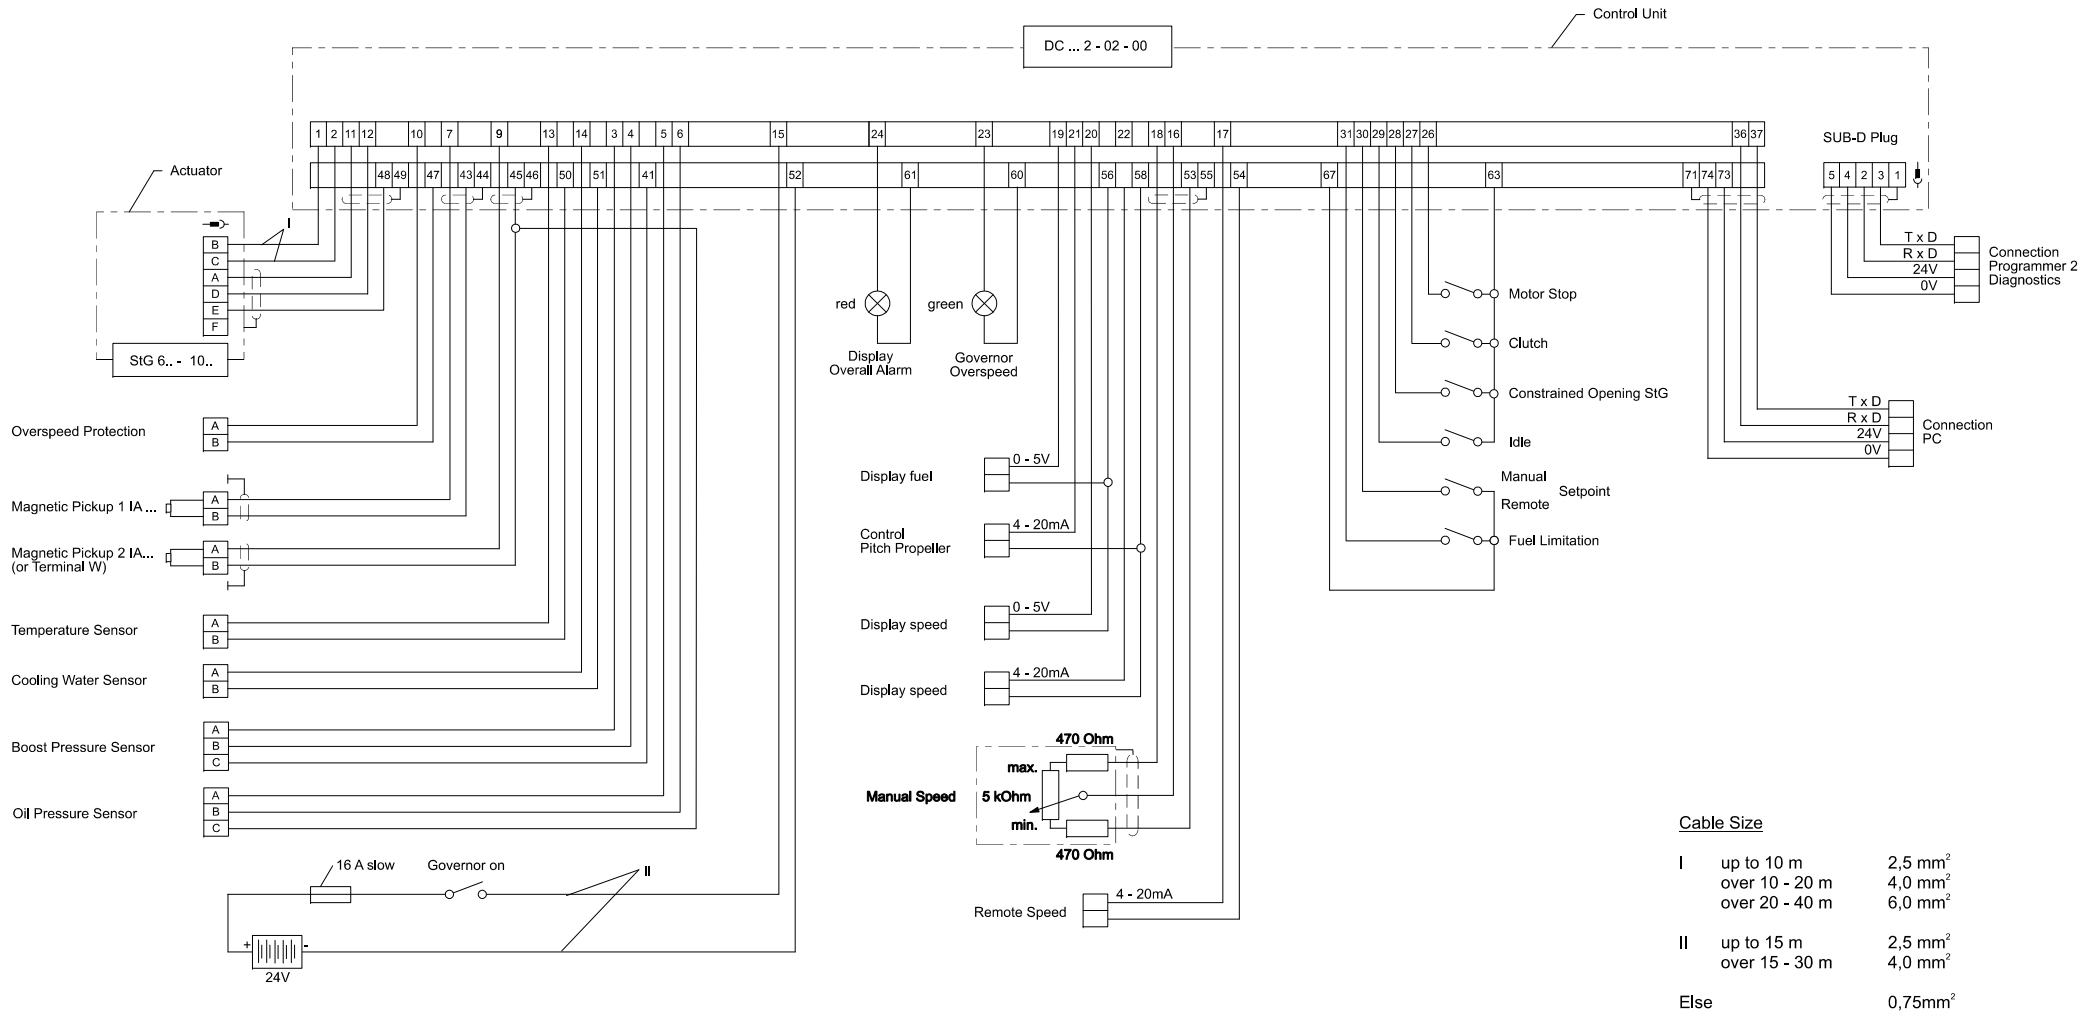 Control Unit
DC ... 2 - 02 - 00
1 2 11 12 10 7 9 13 14 3 4 5 6 15 24 23 19 21 20 22 18 16 17 31 30 29 28 27 26 36 37
SUB-D Plug
48 49 47 43 44 45 46 50 51 41 52 61 60 56 58 53 55 54 67 63 71 74 73
5 4 2 3 1
Actuator
I
B
C
A
D
E
F
StG 6.. - 10..
T x D
R x D
24V
0V
Connection
Programmer 2
Diagnostics
red
Display
Overall Alarm
green
Governor
Overspeed
Motor Stop
Clutch
Constrained Opening StG
Idle
Manual
Remote
Setpoint
Fuel Limitation
T x D
R x D
24V
0V
Connection
PC
Overspeed Protection
A
B
Magnetic Pickup 1 IA ...
A
B
Magnetic Pickup 2 IA...
(or Terminal W)
A
B
Temperature Sensor
A
B
Cooling Water Sensor
A
B
Boost Pressure Sensor
A
B
C
Oil Pressure Sensor
A
B
C
Display fuel
0 - 5V
Control
Pitch Propeller
4 - 20mA
Display speed
0 - 5V
Display speed
4 - 20mA
470 Ohm
max.
Manual Speed
5 kOhm
min.
470 Ohm
Remote Speed
4 - 20mA
16 A slow
Governor on
II
+
-
24V
Cable Size
I up to 10 m 2,5 mm²
over 10 - 20 m 4,0 mm²
over 20 - 40 m 6,0 mm²
II up to 15 m 2,5 mm²
over 15 - 30 m 4,0 mm²
Else 0,75mm²